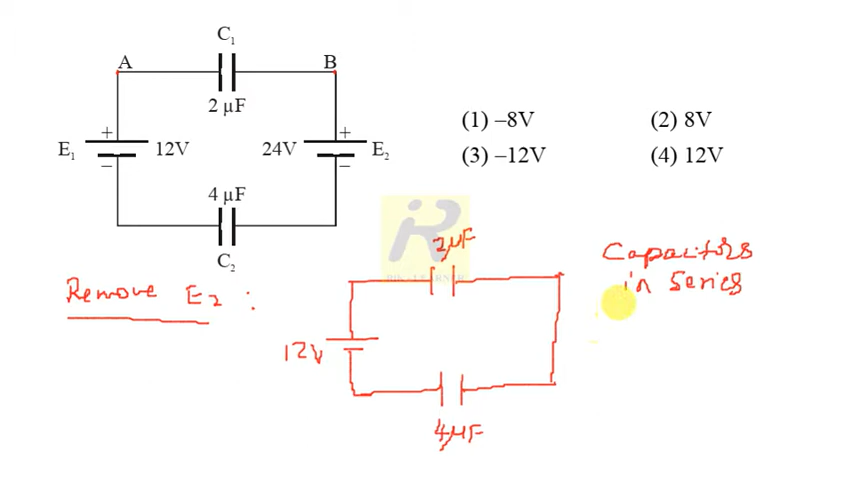 C₁
A B
2 μF
+ +
E₁ 12V 24V E₂
– –
4 μF
C₂
(1) –8V (2) 8V
(3) –12V (4) 12V
Remove E₂ :
2μF
12V
4μF
Capacitors
in series